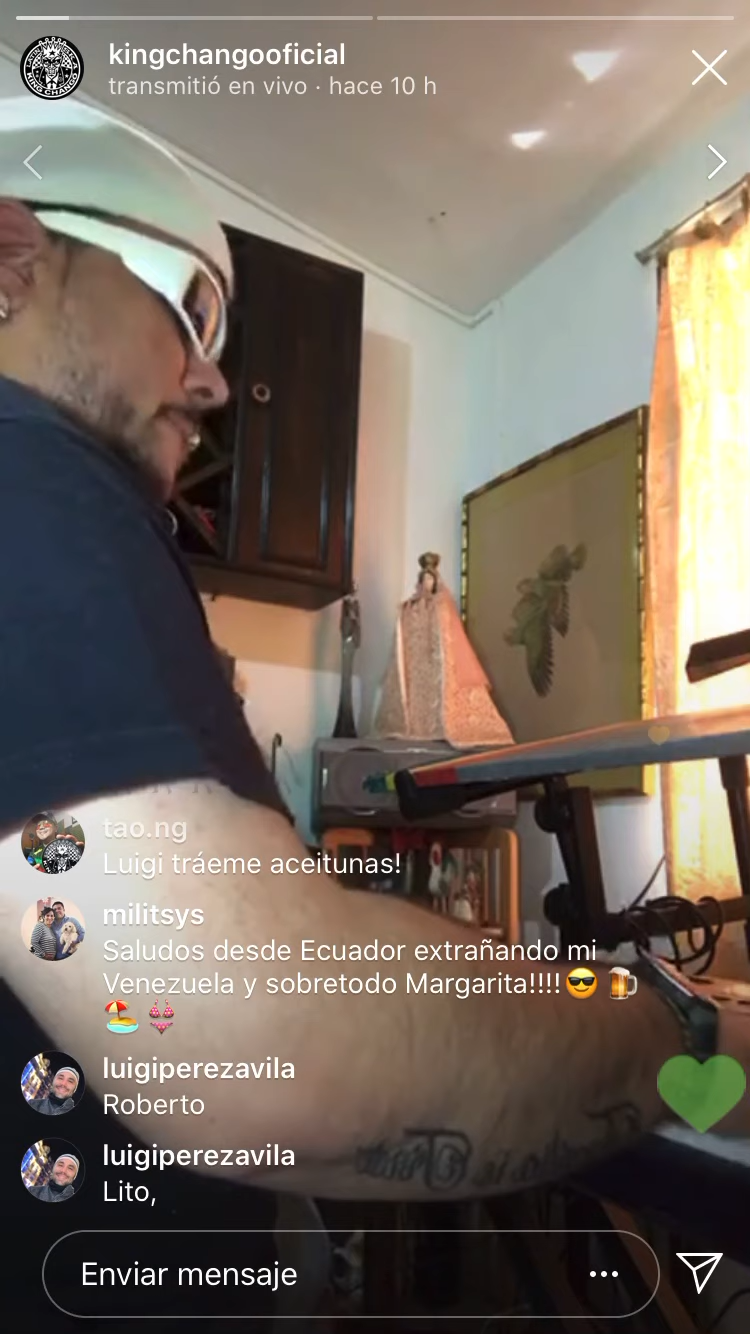 kingchangooficial
transmitió en vivo · hace 10 h
tao.ng
Luigi tráeme aceitunas!
militsys
Saludos desde Ecuador extrañando mi
Venezuela y sobretodo Margarita!!!!😎🍺
🏖👙
luigiperezavila
Roberto
luigiperezavila
Lito,
Enviar mensaje